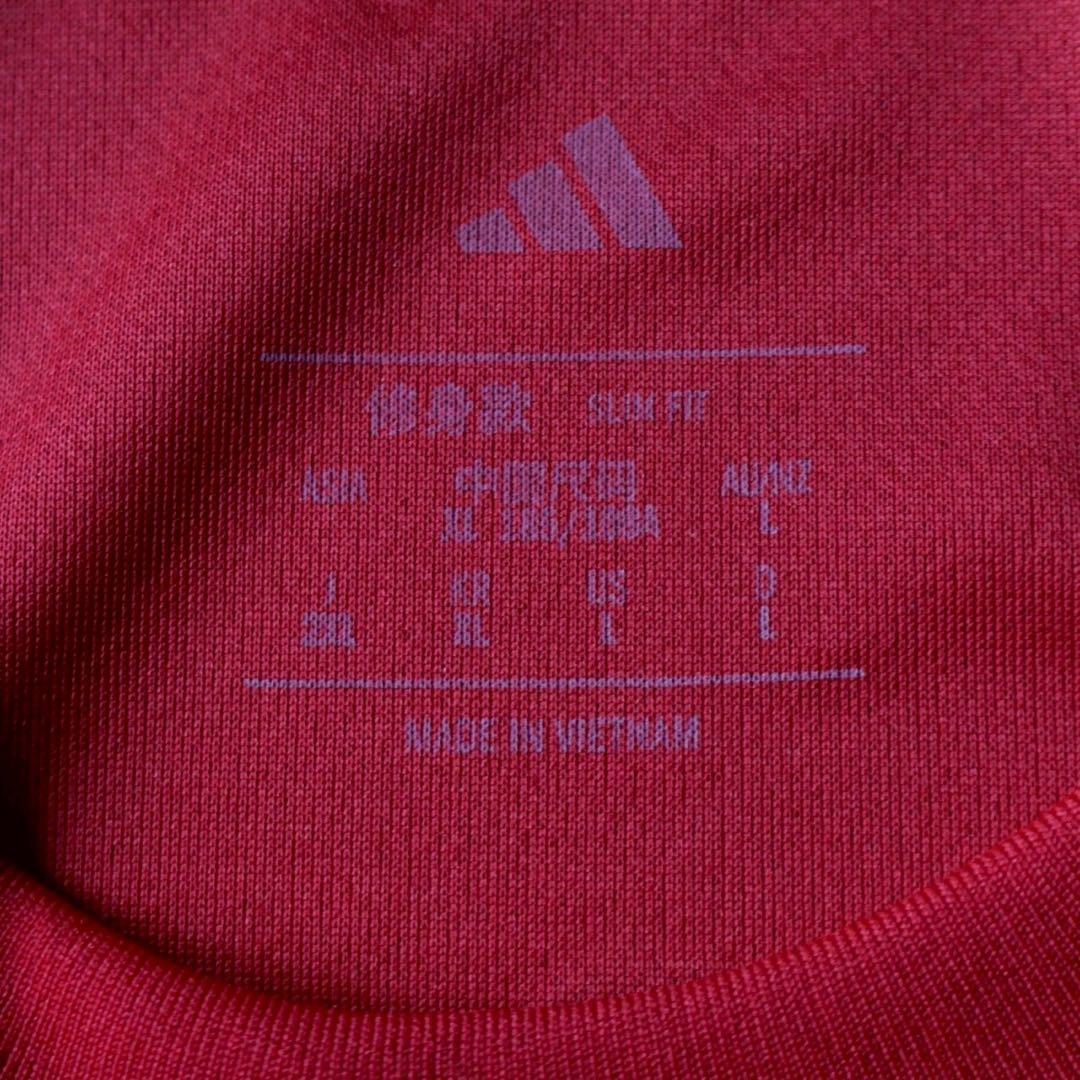 修身款 SLIM FIT
ASIA 中国尺码 AU/NZ
XL 185/108A L
J KR US D
2XL XL L L
MADE IN VIETNAM